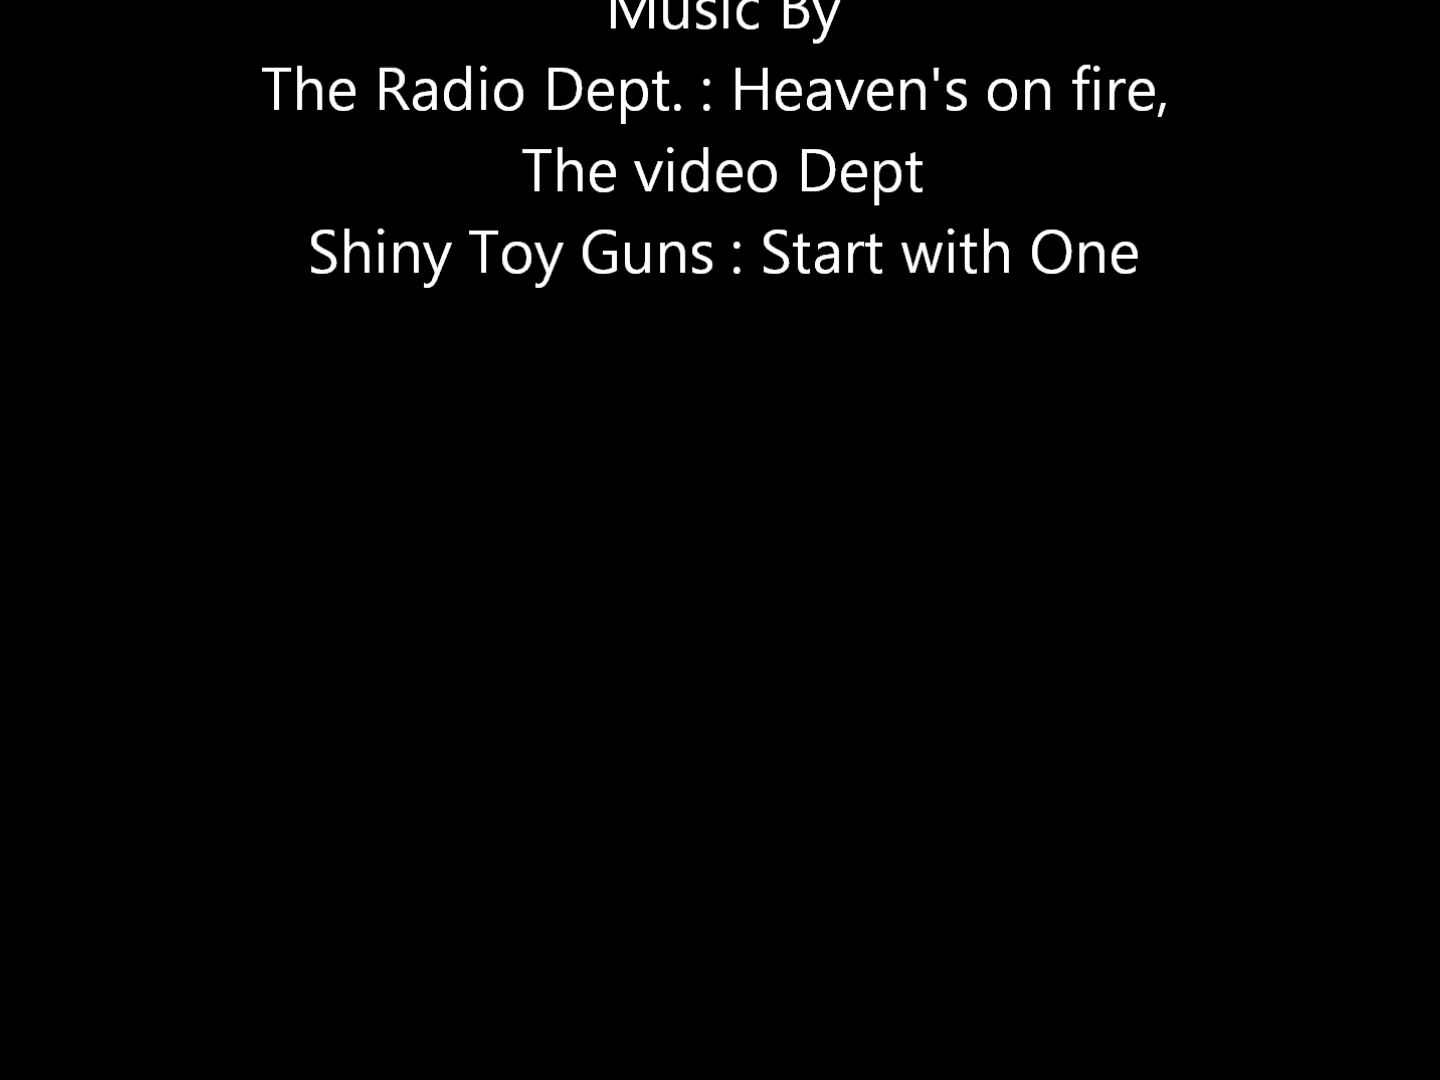 Music By
The Radio Dept. : Heaven's on fire,
The video Dept
Shiny Toy Guns : Start with One